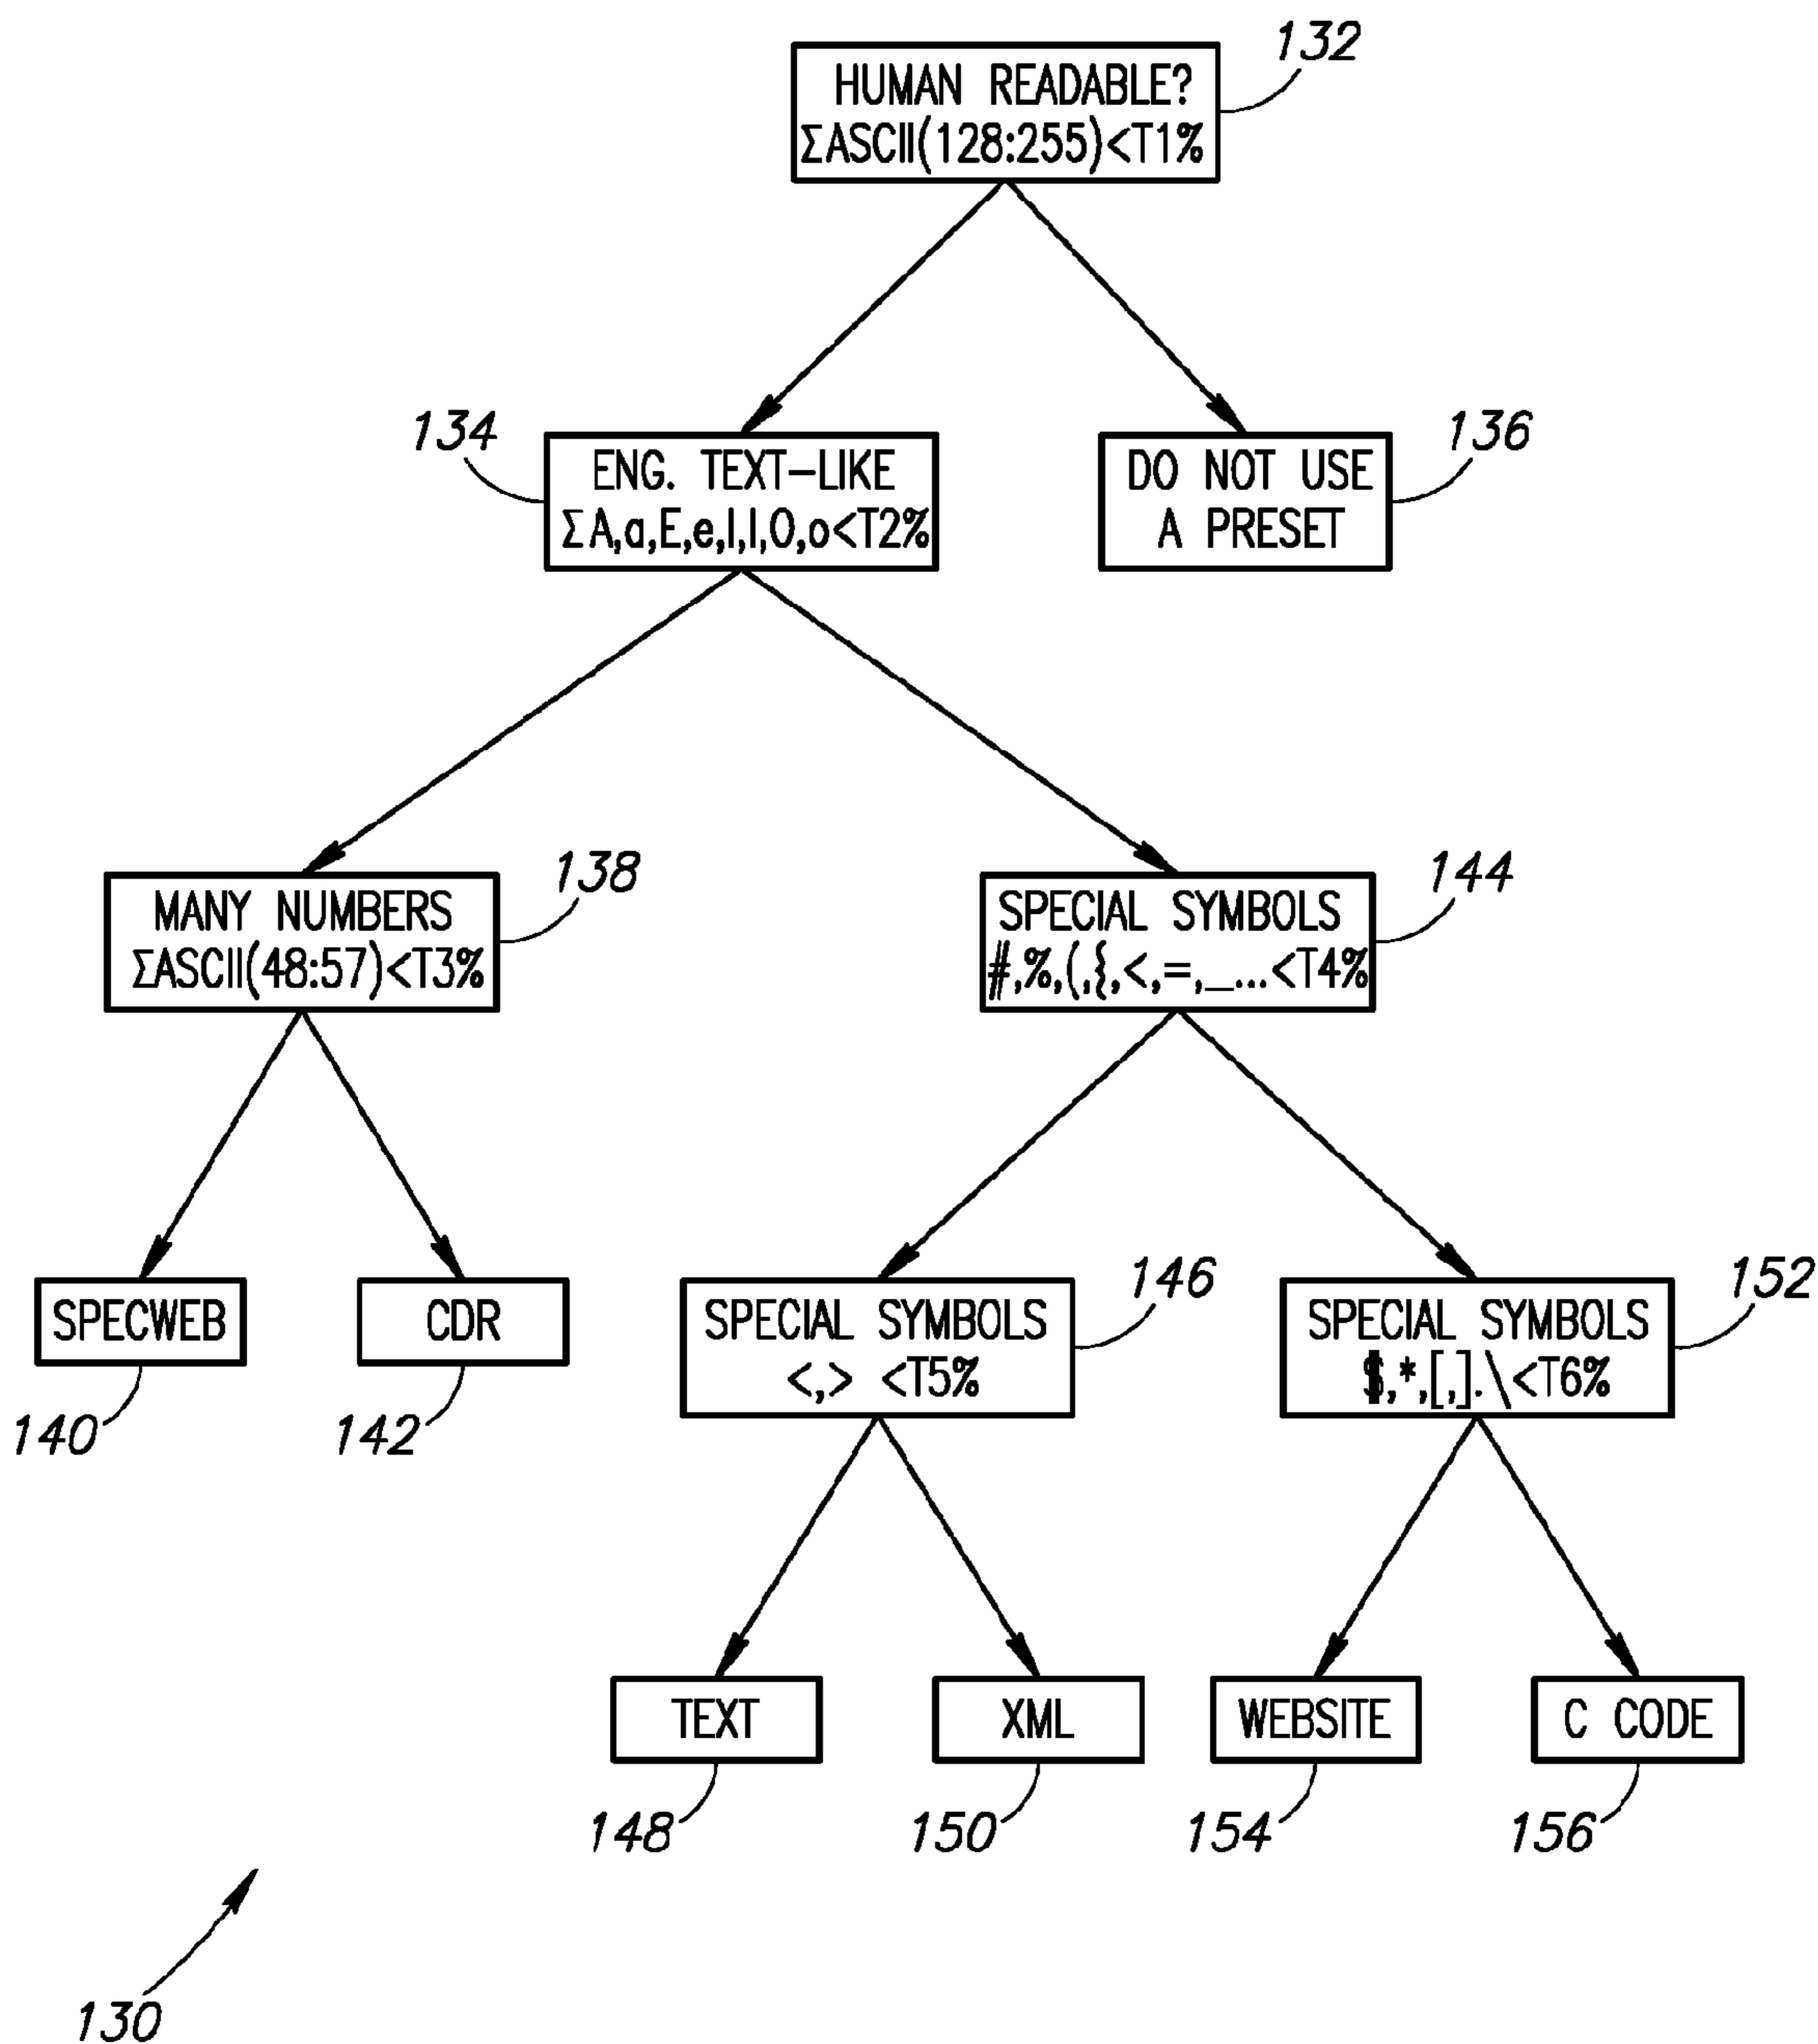 132
HUMAN READABLE?
ΣASCII(128:255)<T1%
134
ENG. TEXT-LIKE
ΣA,a,E,e,I,I,O,o<T2%
136
DO NOT USE
A PRESET
138
MANY NUMBERS
ΣASCII(48:57)<T3%
144
SPECIAL SYMBOLS
#,%,(,{,<,=,_...<T4%
SPECWEB
140
CDR
142
146
SPECIAL SYMBOLS
<,> <T5%
152
SPECIAL SYMBOLS
$,*,[,].\<T6%
TEXT
148
XML
150
WEBSITE
154
C CODE
156
130